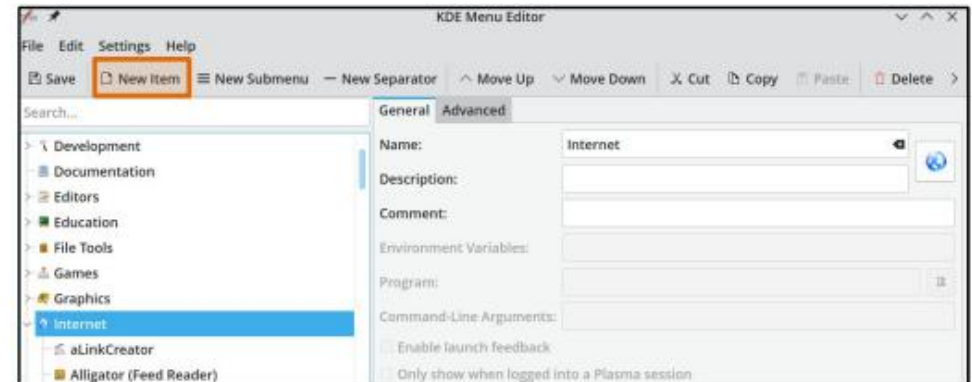 KDE Menu Editor
File Edit Settings Help
Save New Item New Submenu New Separator Move Up Move Down Cut Copy Paste Delete
Search...
General Advanced
Development
Documentation
Editors
Education
File Tools
Games
Graphics
Internet
aLinkCreator
Alligator (Feed Reader)
Name: Internet
Description:
Comment:
Environment Variables:
Program:
Command-Line Arguments:
Enable launch feedback
Only show when logged into a Plasma session